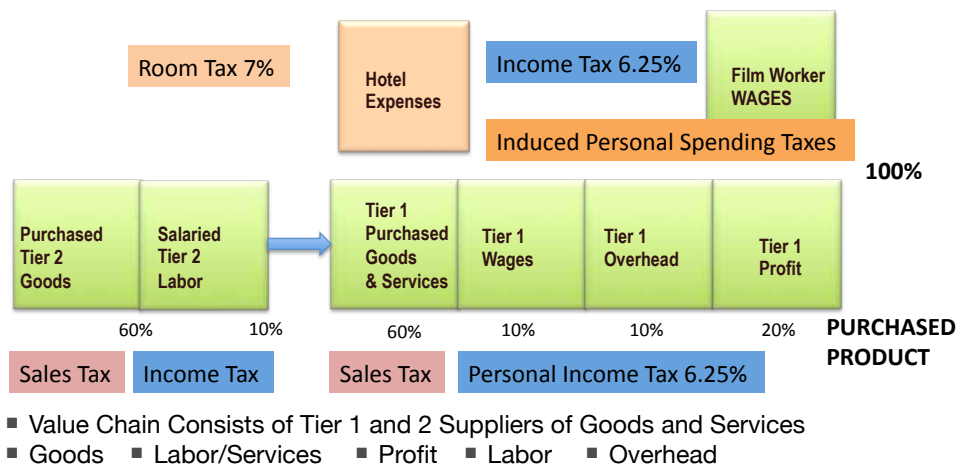 Room Tax 7%
Hotel
Expenses
Income Tax 6.25%
Film Worker
WAGES
Induced Personal Spending Taxes
100%
Purchased
Tier 2
Goods
Salaried
Tier 2
Labor
Tier 1
Purchased
Goods
& Services
Tier 1
Wages
Tier 1
Overhead
Tier 1
Profit
60%
10%
60%
10%
10%
20%
PURCHASED
PRODUCT
Sales Tax
Income Tax
Sales Tax
Personal Income Tax 6.25%
▪ Value Chain Consists of Tier 1 and 2 Suppliers of Goods and Services
▪ Goods ▪ Labor/Services ▪ Profit ▪ Labor ▪ Overhead